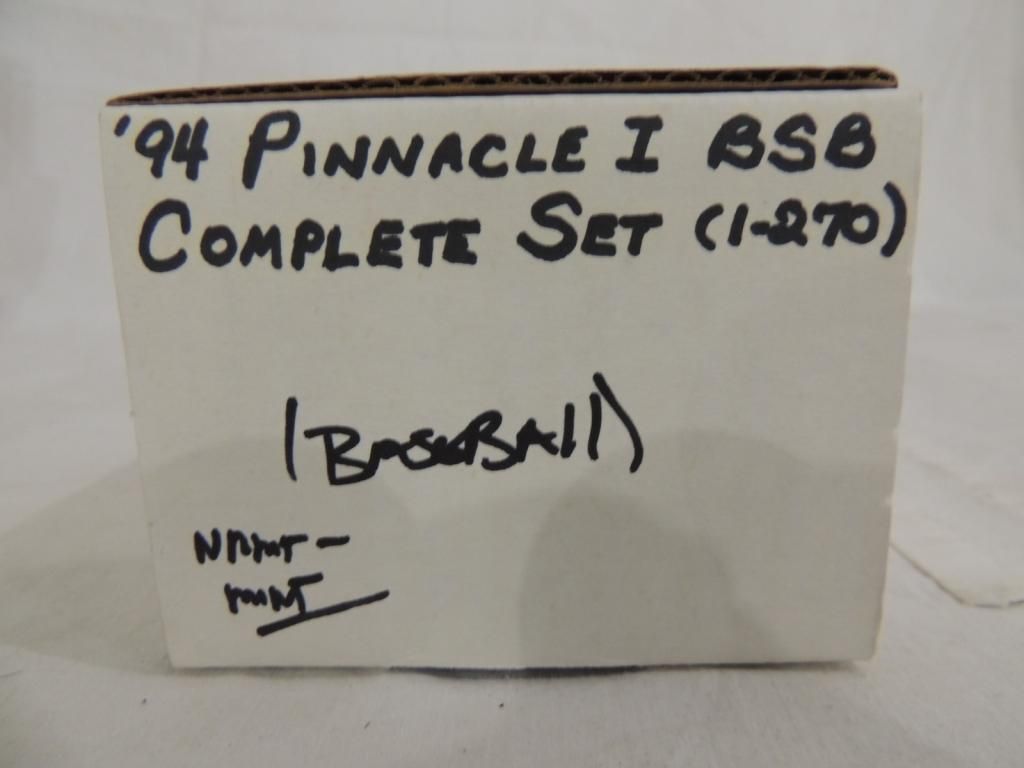 '94 PINNACLE I BSB
COMPLETE SET (1-270)
(BASEBALL)
NRMT-
MINT